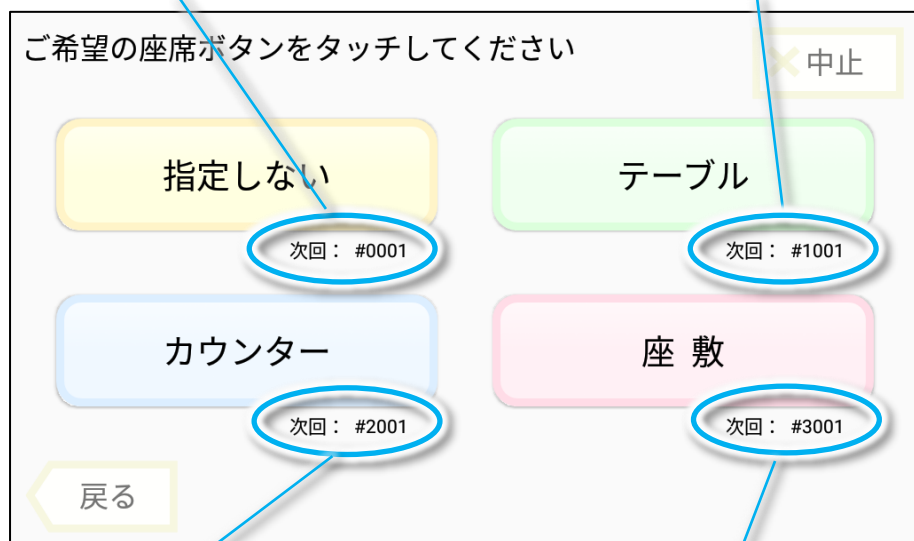 ご希望の座席ボタンをタッチしてください
中止
指定しない
テーブル
次回： #0001
次回： #1001
カウンター
座 敷
次回： #2001
次回： #3001
戻る